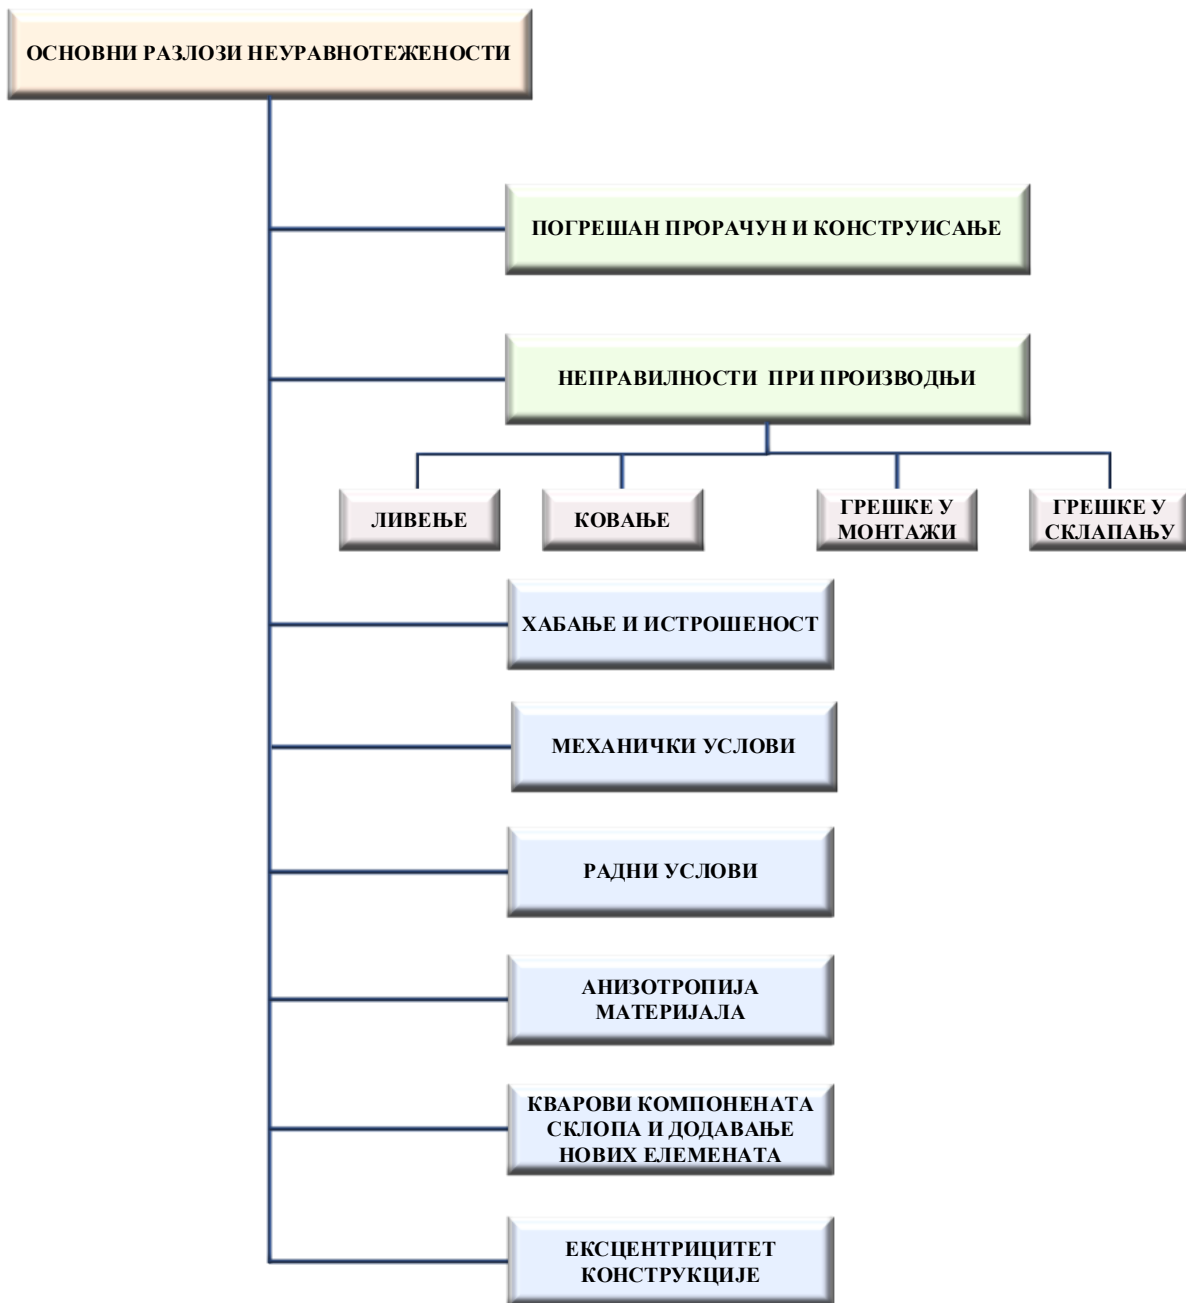 ОСНОВНИ РАЗЛОЗИ НЕУРАВНОТЕЖЕНОСТИ
ПОГРЕШАН ПРОРАЧУН И КОНСТРУИСАЊЕ
НЕПРАВИЛНОСТИ ПРИ ПРОИЗВОДЊИ
ЛИВЕЊЕ
КОВАЊЕ
ГРЕШКЕ У
МОНТАЖИ
ГРЕШКЕ У
СКЛАПАЊУ
ХАБАЊЕ И ИСТРОШЕНОСТ
МЕХАНИЧКИ УСЛОВИ
РАДНИ УСЛОВИ
АНИЗОТРОПИЈА
МАТЕРИЈАЛА
КВАРОВИ КОМПОНЕНАТА
СКЛОПА И ДОДАВАЊЕ
НОВИХ ЕЛЕМЕНАТА
ЕКСЦЕНТРИЦИТЕТ
КОНСТРУКЦИЈЕ